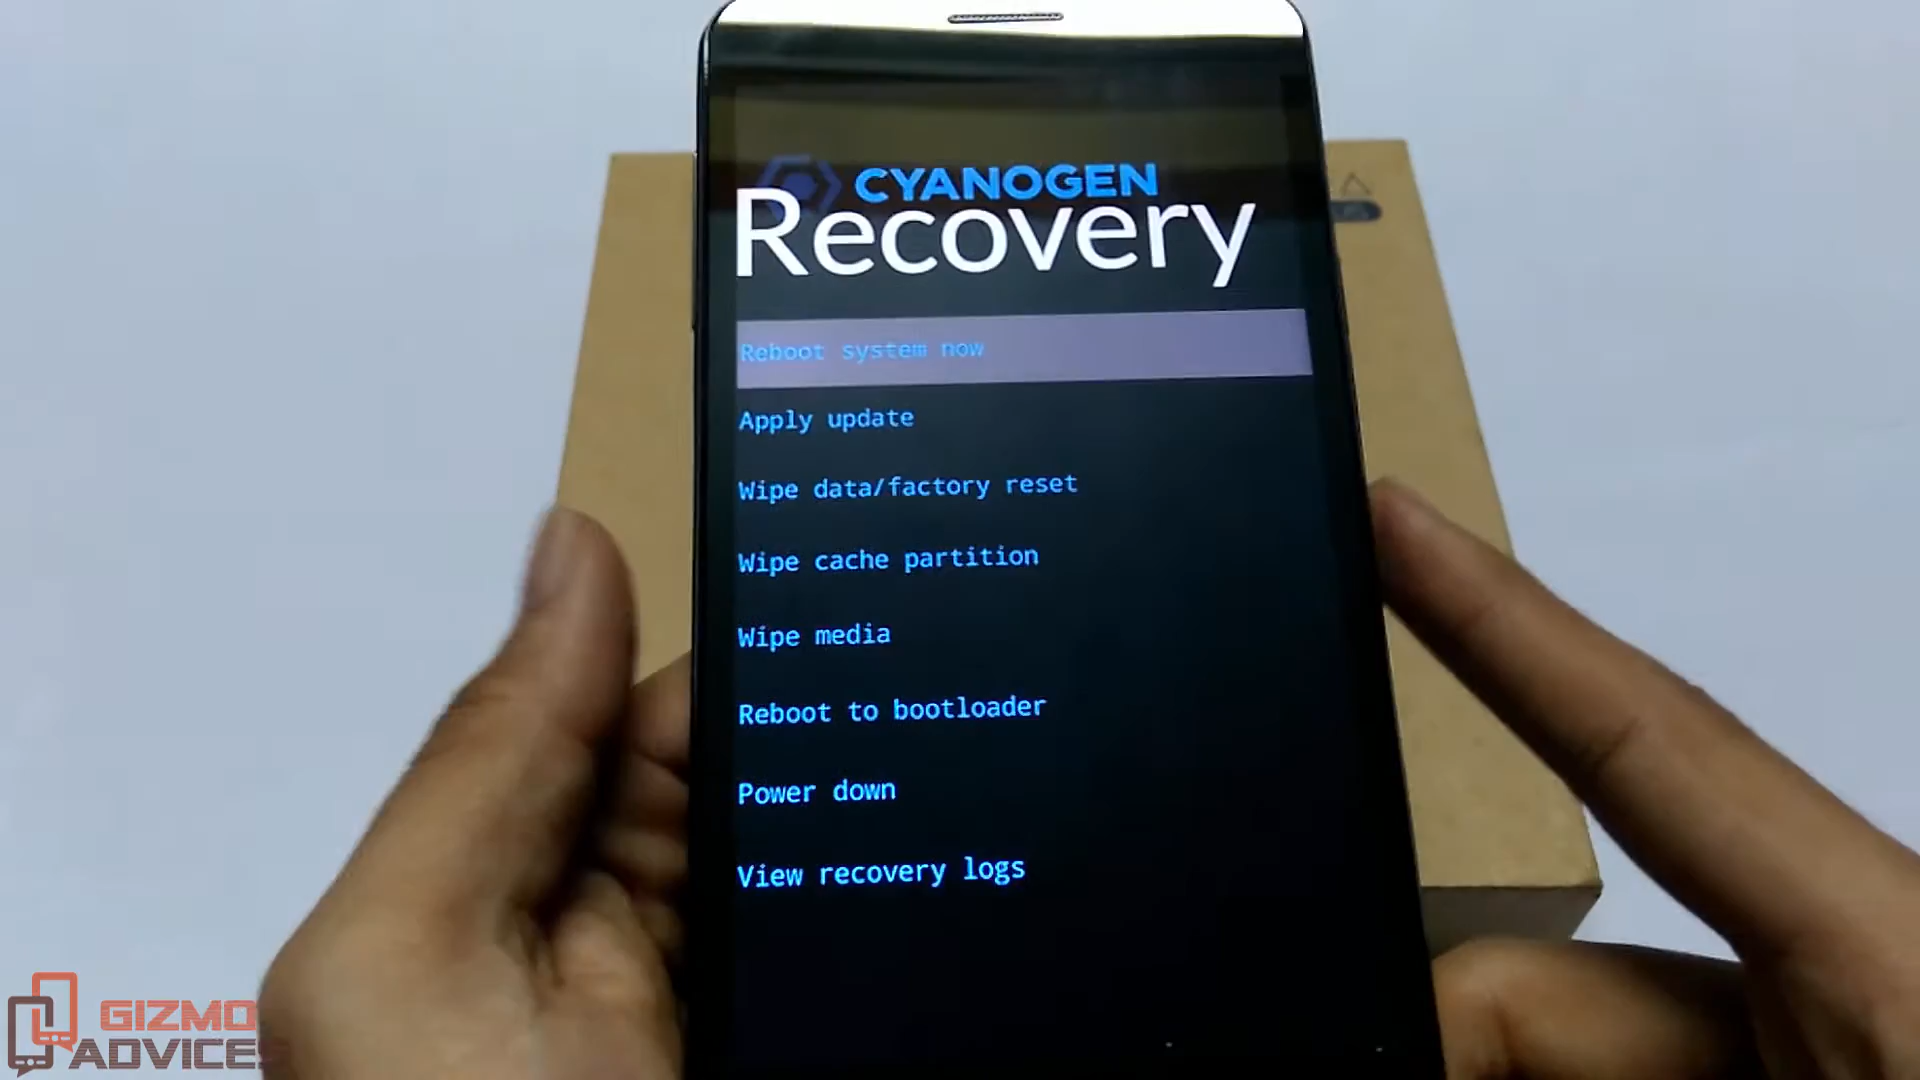 CYANOGEN
Recovery
Reboot system now
Apply update
Wipe data/factory reset
Wipe cache partition
Wipe media
Reboot to bootloader
Power down
View recovery logs
GIZMO
ADVICES